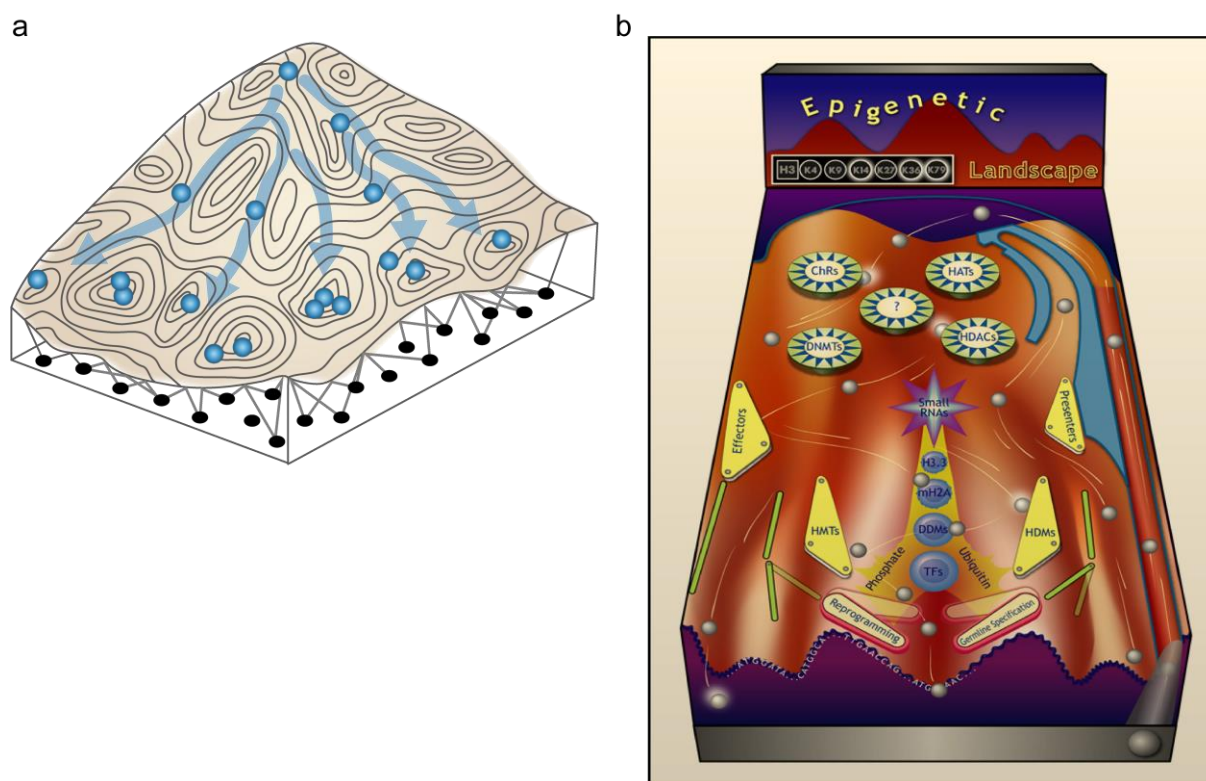 a
b
Epigenetic
H3 K4 K9 K14 K27 K36 K79
Landscape
ChRs
HATs
?
DNMTs
HDACs
Small
RNAs
Effectors
Presenters
H3.3
mH2A
HMTs
DDMs
HDMs
Phosphate
TFs
Ubiquitin
Reprogramming
Germline Specification